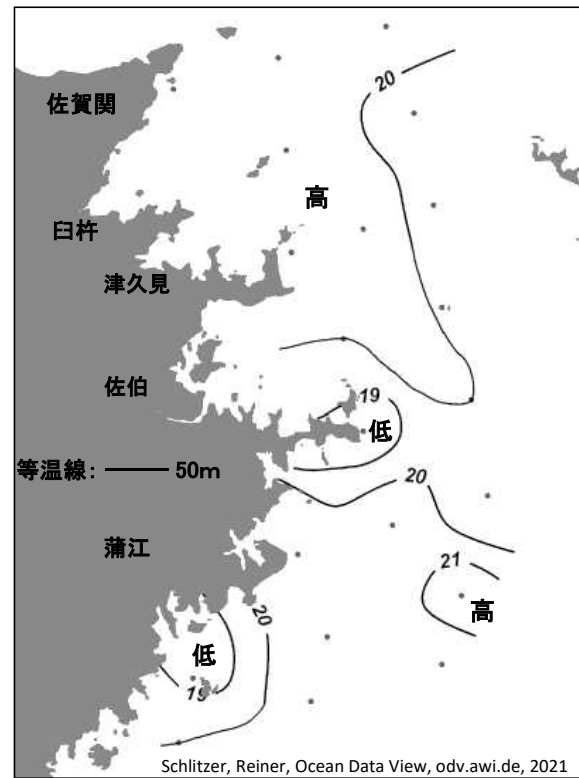 20
佐賀関
高
臼杵
津久見
佐伯
19
低
等温線: 50m
20
蒲江
21
高
20
低
19
Schlitzer, Reiner, Ocean Data View, odv.awi.de, 2021